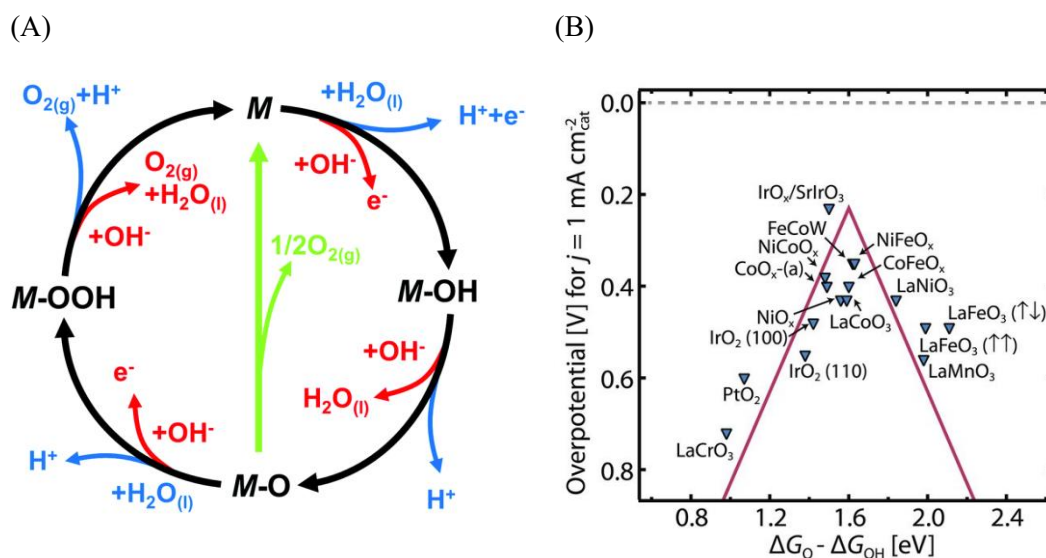 (A)
O2(g)+H+
M
+H2O(l)
H+ + e-
+OH-
e-
O2(g)
+H2O(l)
+OH-
1/2O2(g)
M-OOH
M-OH
+OH-
H2O(l)
e-
+OH-
H+
+H2O(l)
M-O
H+
(B)
Overpotential [V] for j = 1 mA cm-2cat
0.0
0.2
0.4
0.6
0.8
IrOx/SrIrO3
FeCoW
NiFeOx
NiCoOx
CoFeOx
CoOx-(a)
LaNiO3
NiOx
LaCoO3
LaFeO3 (↑↓)
IrO2 (100)
LaFeO3 (↑↑)
IrO2 (110)
LaMnO3
PtO2
LaCrO3
0.8
1.2
1.6
2.0
2.4
ΔGO - ΔGOH [eV]